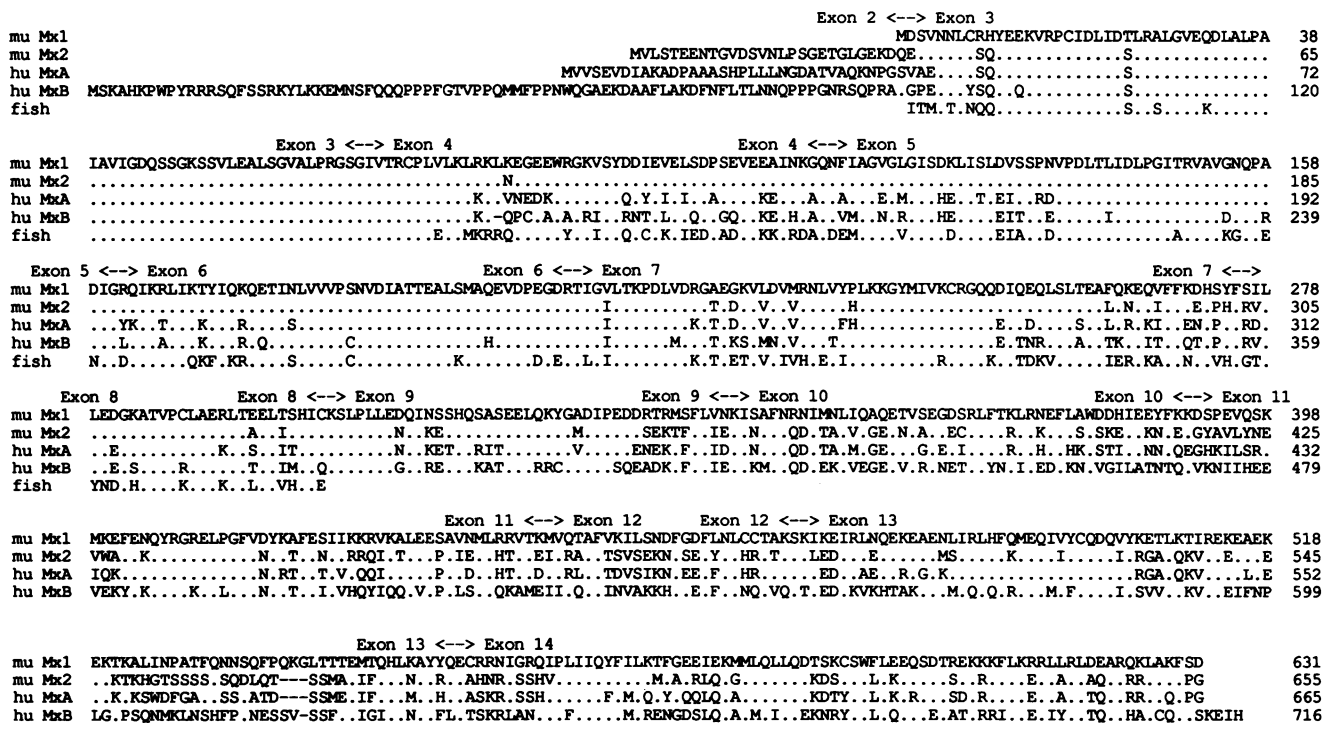 Exon 2 <--> Exon 3
mu Mx1 MDSVNNLCRHYEEKVRPCIDLIDTLRALGVEQDLALPA 38
mu Mx2 MVLSTEENTGVDSVNLPSGETGLGEKDQE.....SQ.............S.............. 65
hu MxA MVVSEVDIAKADPAAASHPLLLNGDATVAQKNPGSVAE.....SQ.............S.............. 72
hu MxB MSKAHKPWPYRRRSQFSSRKYLKKEMNSFQQQPPPFGTVPPQMMFPPNWQGAEKDAAFLAKDFNFLTLNNQPPPGNRSQPRA.GPE....YSQ..Q..........S.............. 120
fish ITM.T.NQQ.............S..S....K......
Exon 3 <--> Exon 4 Exon 4 <--> Exon 5
mu Mx1 IAVIGDQSSGKSSVLEALSGVALPRGSGIVTRCPLVLKLRKLKEGEEWRGKVSYDDIEVELSDPSEVEEAINKGQNFIAGVGLGISDKLISLDVSSPNVPDLTLIDLPGITRVAVGNQPA 158
mu Mx2 ..........................................N............................................................................. 185
hu MxA .......................................K..VNEDK.......Q.Y.I.I..A....KE...A..A...E.M...HE..T.EI..RD...................... 192
hu MxB .......................................K.-QPC.A.A.RI..RNT.L..Q.GQ..KE.H.A..VM..N.R...HE....EIT..E.....I...........D...R 239
fish ...................................E..MKRRQ.....Y..I..Q.C.K.IED.AD..KK.RDA.DEM....V....D....EIA..D............A....KG..E
Exon 5 <--> Exon 6 Exon 6 <--> Exon 7 Exon 7 <-->
mu Mx1 DIGRQIKRLIKTYIQKQETINLVVVPSNVDIATTEALSMAQEVDPEGDRTIGVLTKPDLVDRGAEGKVLDVMRNLVYPLKKGYMIVKCRGQQDIQEQLSLTEAFQKEQVFFKDHSYFSIL 278
mu Mx2 ....................................................I..........T.D..V..V.....H.........................L.N..I...E.PH.RV. 305
hu MxA ...YK..T...K...R....S...............................I........K.T.D..V..V....FH..............E..D....S..L.R.KI..EN.P..RD. 312
hu MxB ...L...A...K...R.Q........C.............H...........I......M..T.KS.MN.V...T................E.TNR...A..TK...IT..QT.P..RV. 359
fish N..D......QKF.KR....S.....C..........K.......D.E..L.I........K.T.ET.V.IVH.E.I.........R....K..TDKV....IER.KA..N..VH.GT. 
Exon 8 Exon 8 <--> Exon 9 Exon 9 <--> Exon 10 Exon 10 <--> Exon 11
mu Mx1 LEDGKATVPCLAERLTEELTSHICKSLPLLEDQINSSHQSASEELQKYGADIPEDDRTRMSFLVNKISAFNRNIMNLIQAQETVSEGDSRLFTKLRNEFLAWDDHIEEYFKKDSPEVQSK 398
mu Mx2 ................A..I...........N..KE.............M......SEKTF..IE..N...QD.TA.V.GE.N.A..EC....R..K...S.SKE..KN.E.GYAVLYNE 425
hu MxA ..E..........K..S..IT..........N..KET..RIT.......V.....ENEK.F..ID..N...QD.TA.M.GE...G.E.I....R..H..HK.STI..NN..QEGHKILSR. 432
hu MxB ..E.S....R......T..IM..Q.......G..RE...KAT..RRC.....SQEADK.F..IE..KM..QD.EK.VEGE.V.R.NET..YN.I..ED.KN.VGILATNTQ.VKNIIHEE 479
fish YND.H....K...K..L..VH..E
Exon 11 <--> Exon 12 Exon 12 <--> Exon 13
mu Mx1 MKEFENQYRGRELPGFVDYKAFESIIKKRVKALEESAVNMLRRVTKMVQTAFVKILSNDFGDFLNLCCTAKSKIKEIRLNQEKEAENLIRLHFQMEQIVYCQDQVYKETLKTIREKEAEK 518
mu Mx2 VWA..K...........N..T..N..RRQI.T....P..IE..HT..EI.RA..TSVSEKN.SE.Y..HR.T...LED...E......MS.......K....I..RGA.QKV...E....E 545
hu MxA IQK..............N.RT..T.V.QQI.....P..D..HT..D..RL..TDVSIKN.EE.F..HR......ED..AE..R.G.K...................RGA.QKV.....L.E 552
hu MxB VEKY.K.....K..L..N..T...I.VHQYIQQ.V.P.LS..QKAMEII.Q...INVAKKH..E.F..NQ.VQ.T.ED.KVKHTAK...M.Q.Q.R...M.F....I.SVV..KV..EIFNP 599
Exon 13 <--> Exon 14
mu Mx1 EKTKALINPATFQNNSQFPQKGLTTTEMTQHLKAYYQECRRNIGRQIPLIIQYFILKTFGEEIEKMMLQLLQDTSKCSWFLEEQSDTREKKKFLKRRLLRLDEARQKLAKFSD 631
mu Mx2 ..KTKHGTSSSS.SQDLQT---SSMA.IF...N..R..AHNR.SSHV..........M.A.RLQ.G.......KDS..L.K...S..R.....E..A..AQ..RR....PG 655
hu MxA ..K.KSWDFGA..SS.ATD---SSME.IF...M..H..ASKR.SSH......F.M.Q.Y.QQLQ.A.......KDTY..L.K..R....SD.R....E..A..TQ..RR..Q.PG 665
hu MxB LG.PSQNMKLNSHFP.NESSV-SSF..IGI..N..FL.TSKRLAN...F.....M.RENGDSLQ.A.M.I..EKNRY..L.Q...E.AT.RRI..E.IY..TQ..HA.CQ..SKEIH 716